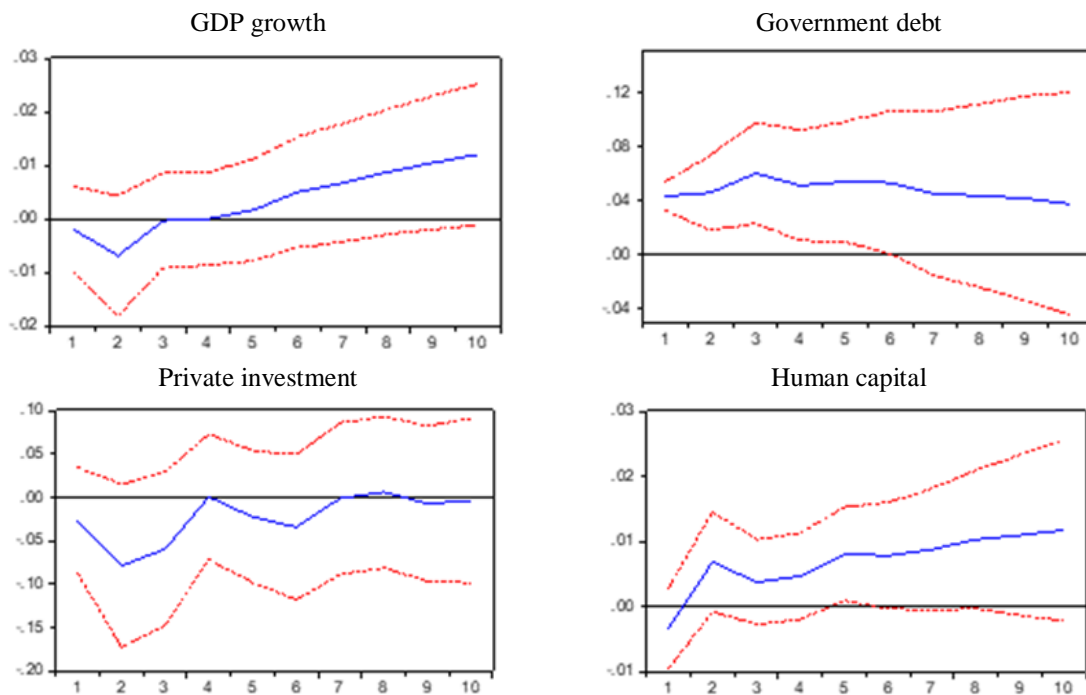 GDP growth
.03
.02
.01
.00
-.01
-.02
1 2 3 4 5 6 7 8 9 10
Government debt
.12
.08
.04
.00
-.04
1 2 3 4 5 6 7 8 9 10
Private investment
.10
.05
.00
-.05
-.10
-.15
-.20
1 2 3 4 5 6 7 8 9 10
Human capital
.03
.02
.01
.00
-.01
1 2 3 4 5 6 7 8 9 10